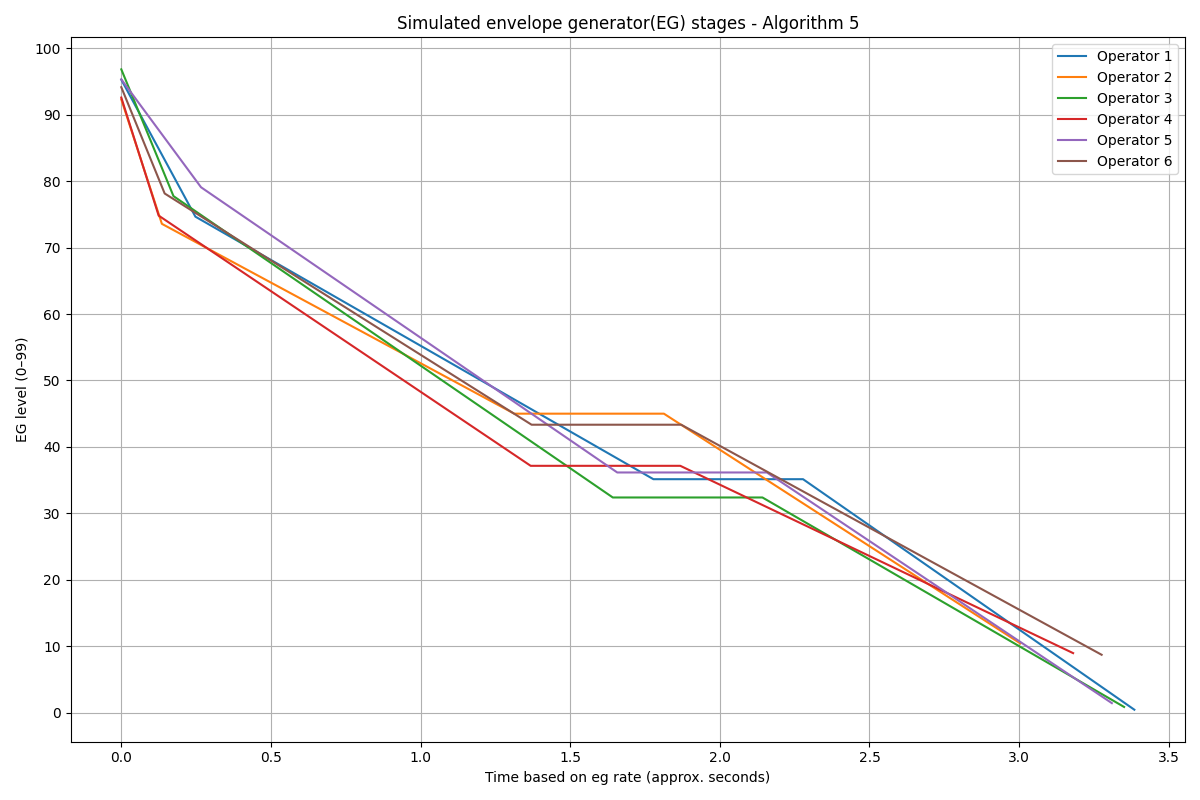 Simulated envelope generator(EG) stages - Algorithm 5
Operator 1
Operator 2
Operator 3
Operator 4
Operator 5
Operator 6
EG level (0–99)
100
90
80
70
60
50
40
30
20
10
0
0.0 0.5 1.0 1.5 2.0 2.5 3.0 3.5
Time based on eg rate (approx. seconds)